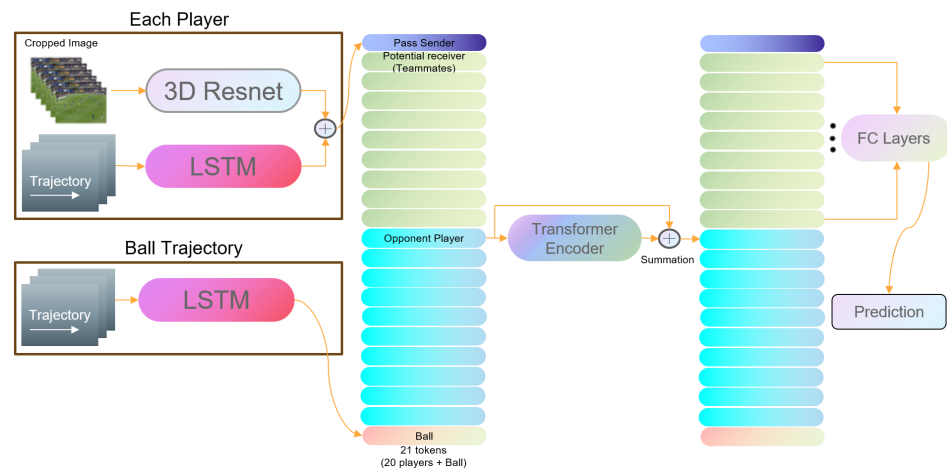 Each Player
Cropped Image
3D Resnet
Trajectory
LSTM
Ball Trajectory
Trajectory
LSTM
Pass Sender
Potential receiver
(Teammates)
Opponent Player
Ball
21 tokens
(20 players + Ball)
Transformer
Encoder
Summation
FC Layers
Prediction